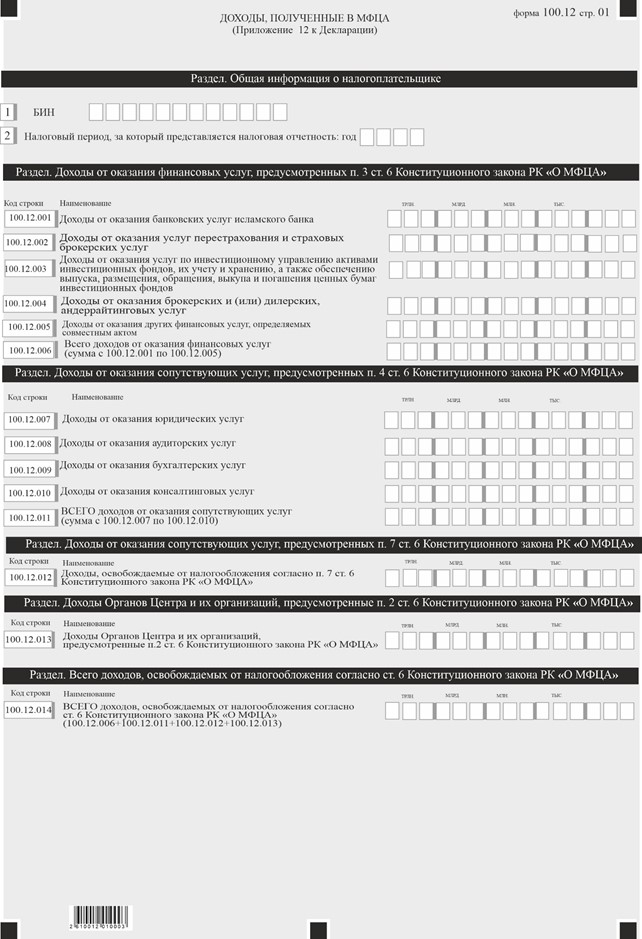 форма 100.12 стр. 01
ДОХОДЫ, ПОЛУЧЕННЫЕ В МФЦА
(Приложение 12 к Декларации)
Раздел. Общая информация о налогоплательщике
1 БИН
2 Налоговый период, за который представляется налоговая отчетность: год
Раздел. Доходы от оказания финансовых услуг, предусмотренных п. 3 ст. 6 Конституционного закона РК «О МФЦА»
Код строки Наименование ТРЛН МЛРД МЛН ТЫС
100.12.001 Доходы от оказания банковских услуг исламского банка
100.12.002 Доходы от оказания услуг перестрахования и страховых
брокерских услуг
100.12.003 Доходы от оказания услуг по инвестиционному управлению активами
инвестиционных фондов, их учету и хранению, а также обеспечению
выпуска, размещения, обращения, выкупа и погашения ценных бумаг
инвестиционных фондов
100.12.004 Доходы от оказания брокерских и (или) дилерских,
андеррайтинговых услуг
100.12.005 Доходы от оказания других финансовых услуг, определяемых
совместным актом
100.12.006 Всего доходов от оказания финансовых услуг
(сумма с 100.12.001 по 100.12.005)
Раздел. Доходы от оказания сопутствующих услуг, предусмотренных п. 4 ст. 6 Конституционного закона РК «О МФЦА»
Код строки Наименование ТРЛН МЛРД МЛН ТЫС
100.12.007 Доходы от оказания юридических услуг
100.12.008 Доходы от оказания аудиторских услуг
100.12.009 Доходы от оказания бухгалтерских услуг
100.12.010 Доходы от оказания консалтинговых услуг
100.12.011 ВСЕГО доходов от оказания сопутствующих услуг
(сумма с 100.12.007 по 100.12.010)
Раздел. Доходы от оказания сопутствующих услуг, предусмотренных п. 7 ст. 6 Конституционного закона РК «О МФЦА»
Код строки Наименование ТРЛН МЛРД МЛН ТЫС
100.12.012 Доходы, освобождаемые от налогообложения согласно п. 7 ст. 6
Конституционного закона РК «О МФЦА»
Раздел. Доходы Органов Центра и их организаций, предусмотренные п. 2 ст. 6 Конституционного закона РК «О МФЦА»
Код строки Наименование ТРЛН МЛРД МЛН ТЫС
100.12.013 Доходы Органов Центра и их организаций,
предусмотренные п.2 ст. 6 Конституционного закона РК «О МФЦА»
Раздел. Всего доходов, освобождаемых от налогообложения согласно ст. 6 Конституционного закона РК «О МФЦА»
Код строки Наименование ТРЛН МЛРД МЛН ТЫС
100.12.014 ВСЕГО доходов, освобождаемых от налогообложения согласно
ст. 6 Конституционного закона РК «О МФЦА»
(100.12.006+100.12.011+100.12.012+100.12.013)
2610012010003